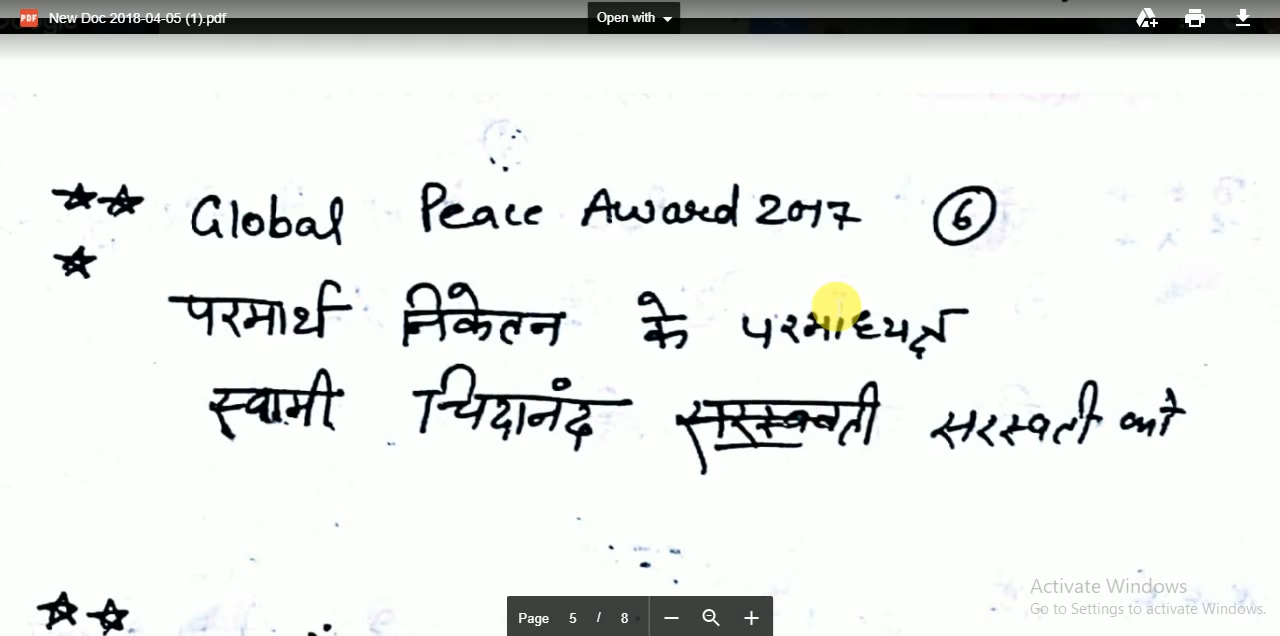 New Doc 2018-04-05 (1).pdf
Open with
Global Peace Award 2017 6
परमार्थ निकेतन के परमाध्यक्ष
स्वामी चिदानंद सरस्वती सरस्वती को
Activate Windows
Go to Settings to activate Windows.
Page 5 / 8